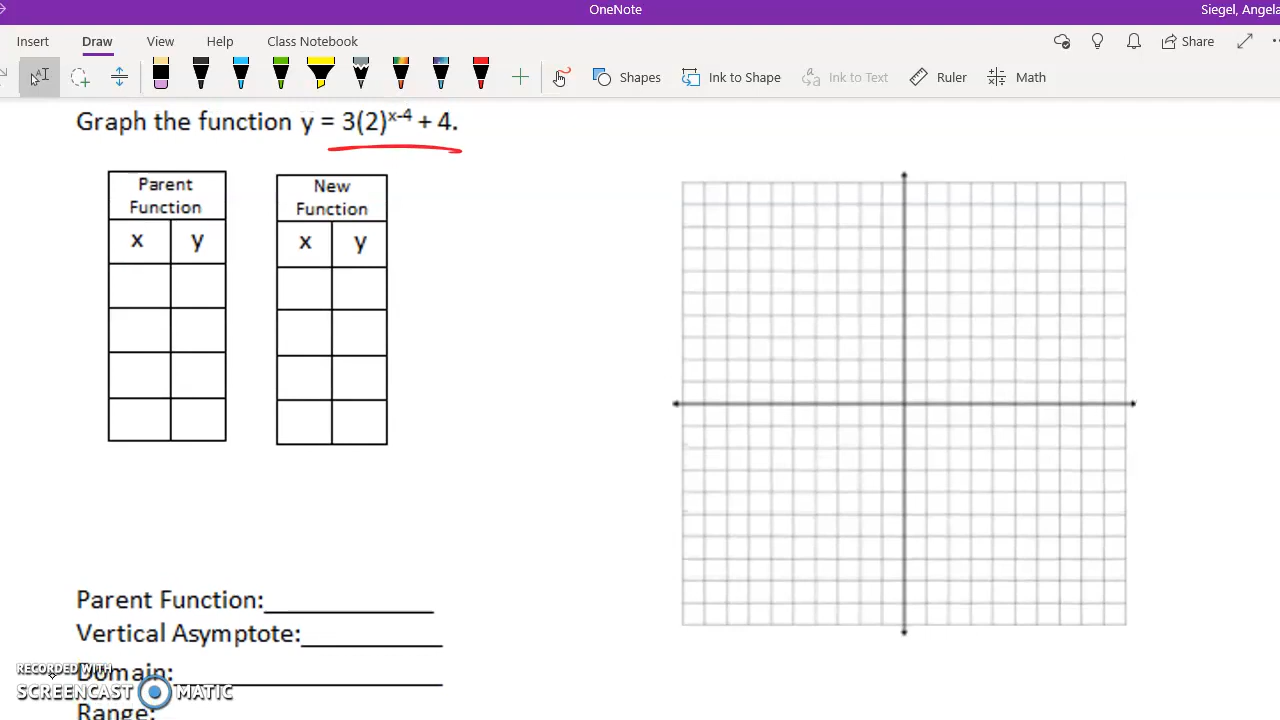 OneNote
Siegel, Angela
Insert Draw View Help Class Notebook Share
Shapes Ink to Shape Ink to Text Ruler Math
Graph the function y = 3(2)ˣ⁻⁴ + 4.
Parent Function
x y
New Function
x y
Parent Function:
Vertical Asymptote:
Domain:
Range:
RECORDED WITH
SCREENCAST MATIC